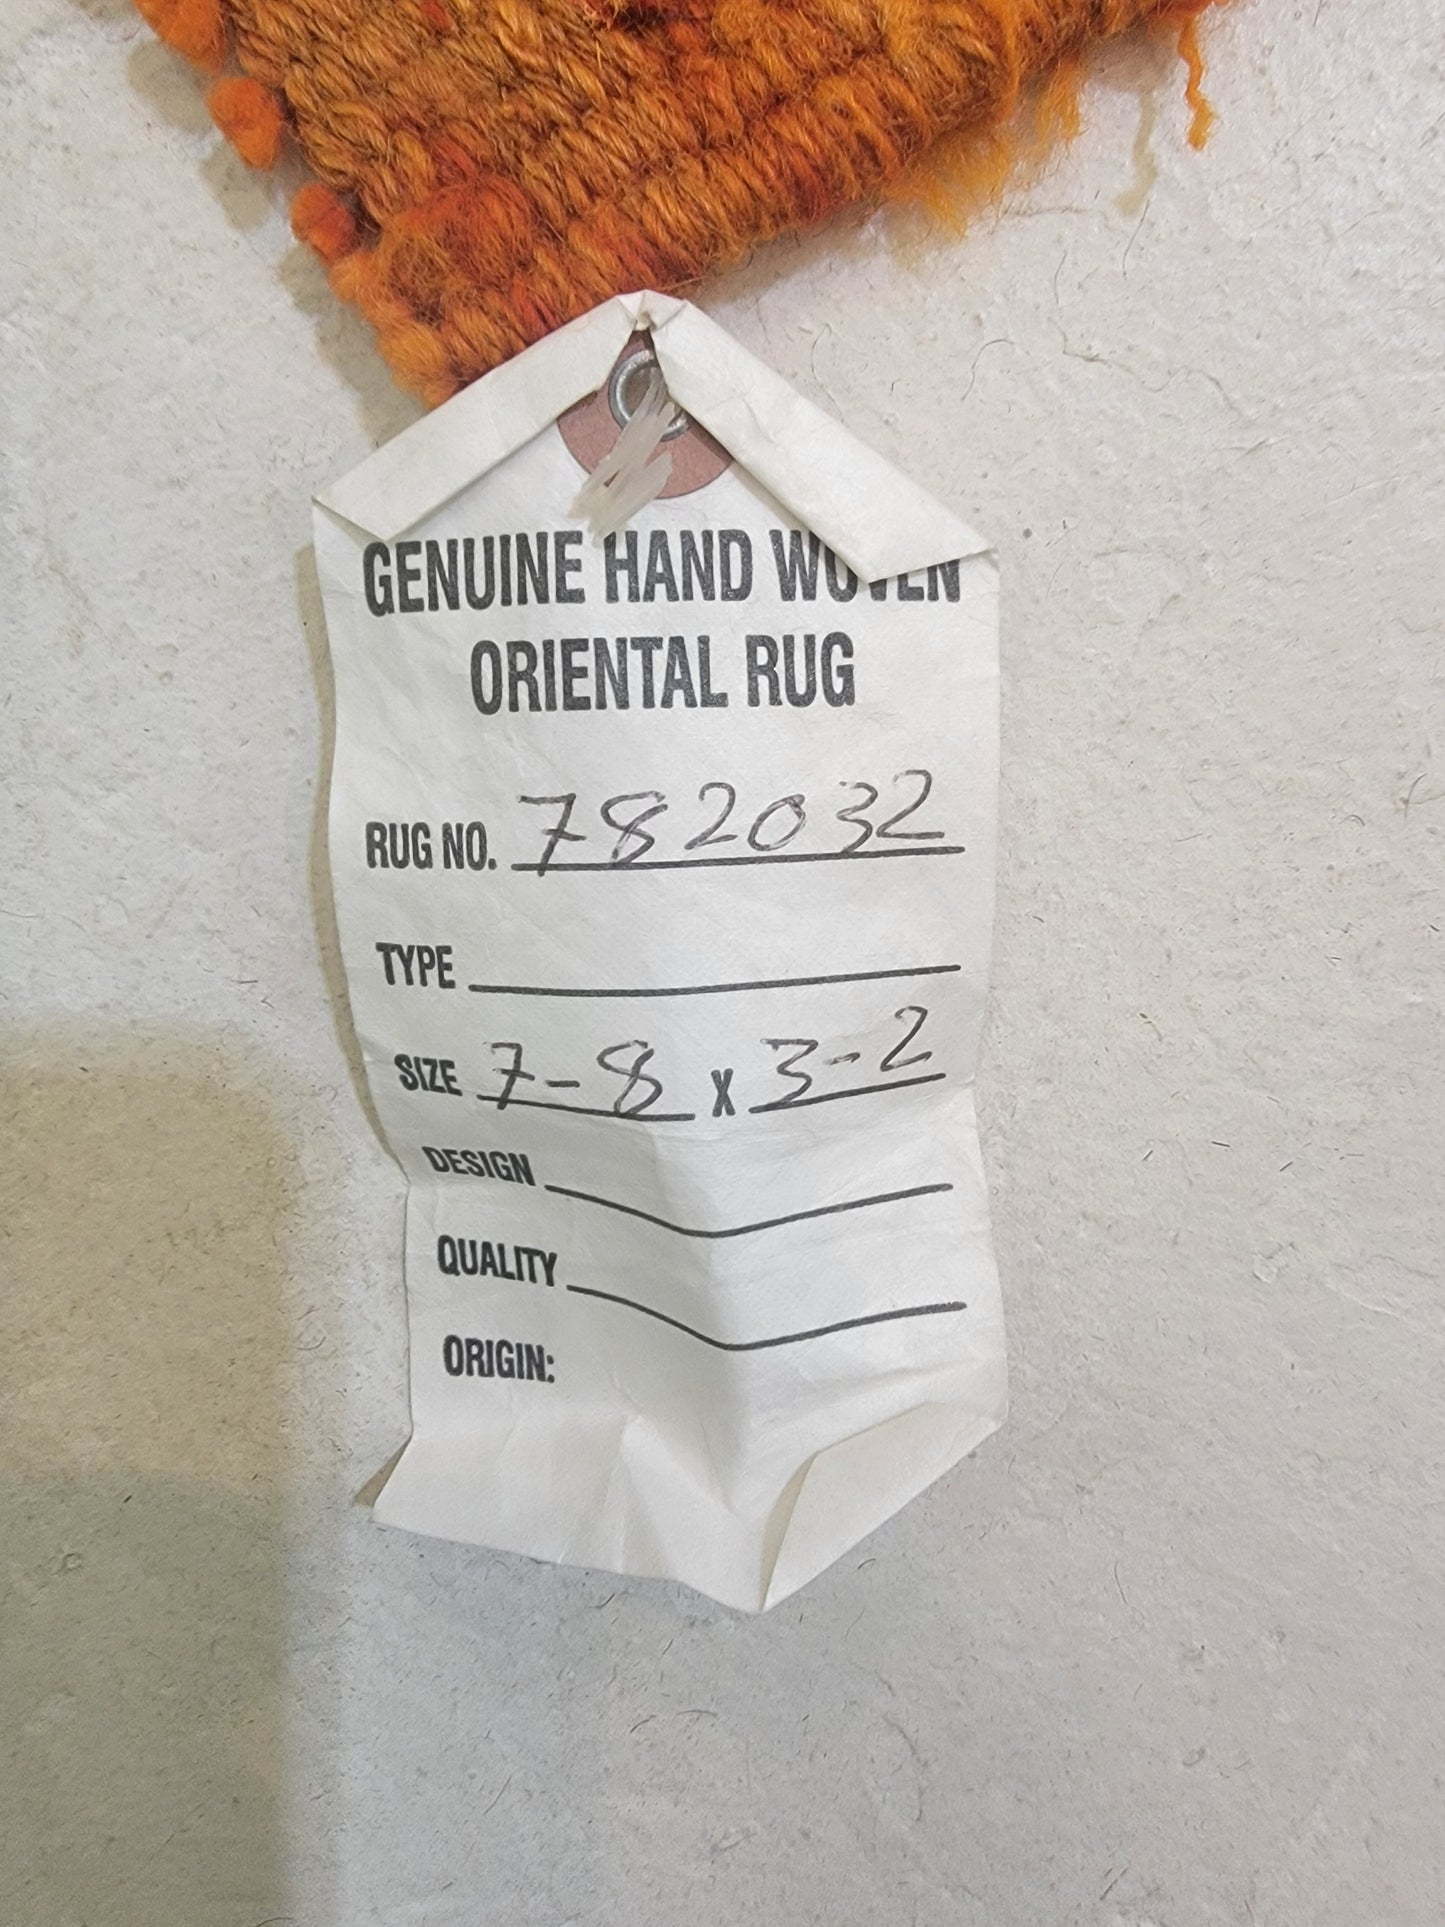 GENUINE HAND WOVEN
ORIENTAL RUG
RUG NO. 782032
TYPE
SIZE 7-8 X 3-2
DESIGN
QUALITY
ORIGIN: